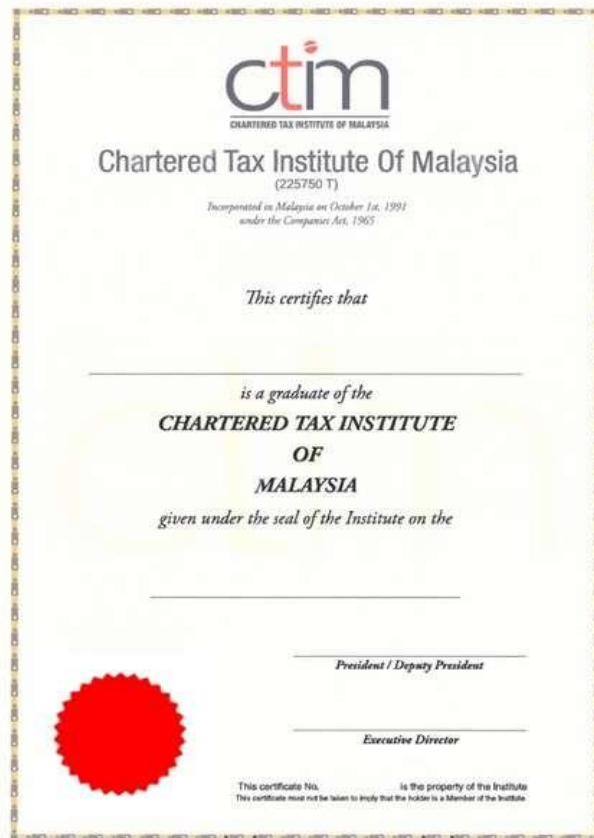 ctim
CHARTERED TAX INSTITUTE OF MALAYSIA
Chartered Tax Institute Of Malaysia
(225750 T)
Incorporated in Malaysia on October 1st, 1991
under the Companies Act, 1965
This certifies that
is a graduate of the
CHARTERED TAX INSTITUTE
OF
MALAYSIA
given under the seal of the Institute on the
President / Deputy President
Executive Director
This certificate No. is the property of the Institute
This certificate must not be taken to imply that the holder is a Member of the Institute.